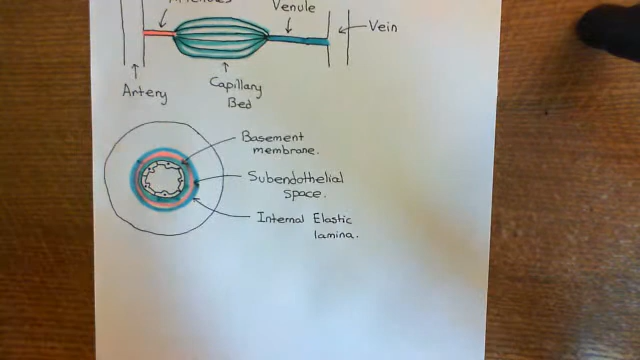 Venule
Vein
Artery
Capillary
Bed
Basement
membrane.
Subendothelial
space.
Internal Elastic
lamina.